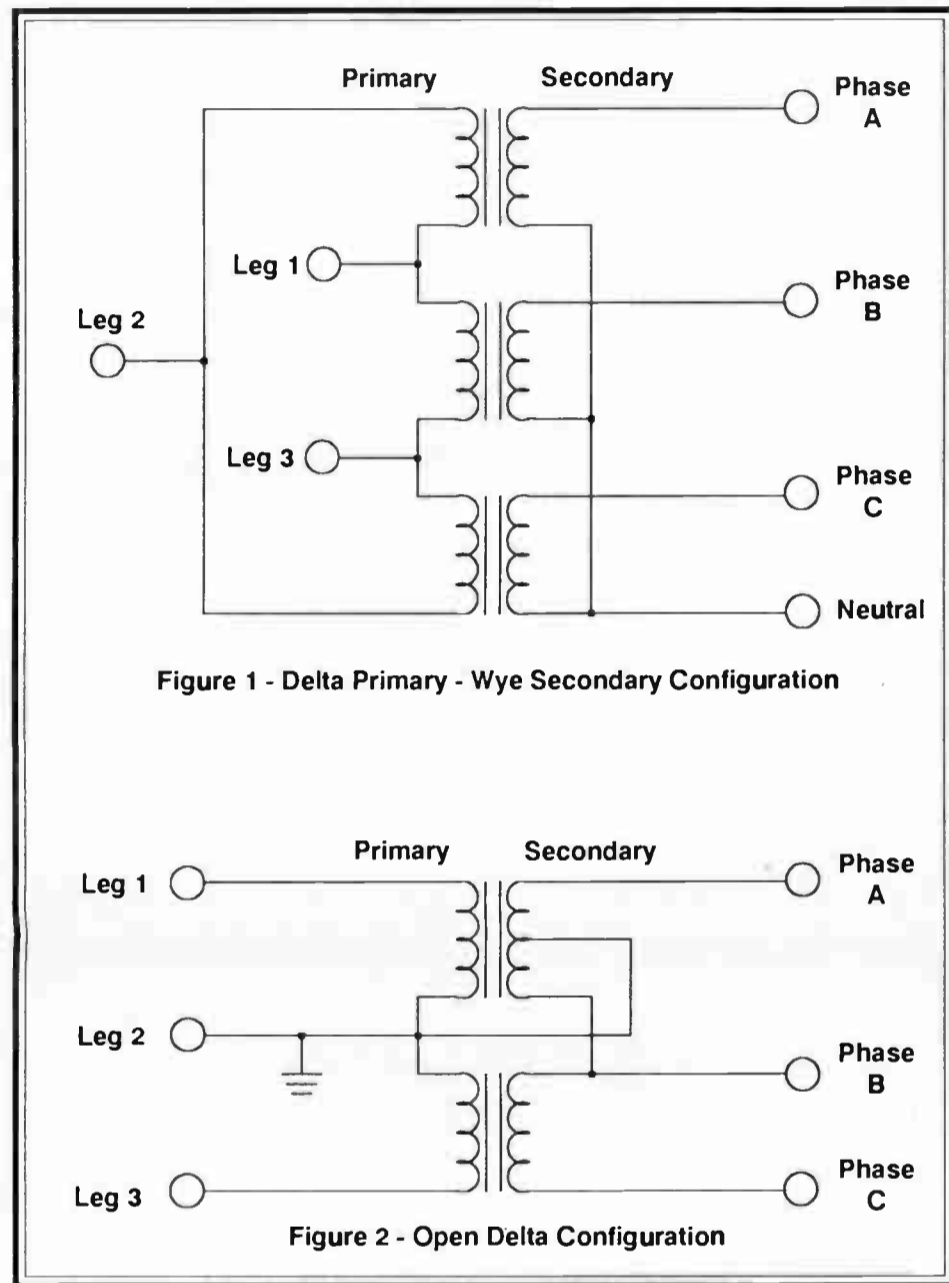 Primary
Secondary
Phase
A
Leg 1
Phase
B
Leg 2
Leg 3
Phase
C
Neutral
Figure 1 - Delta Primary - Wye Secondary Configuration
Primary
Secondary
Leg 1
Phase
A
Leg 2
Phase
B
Leg 3
Phase
C
Figure 2 - Open Delta Configuration